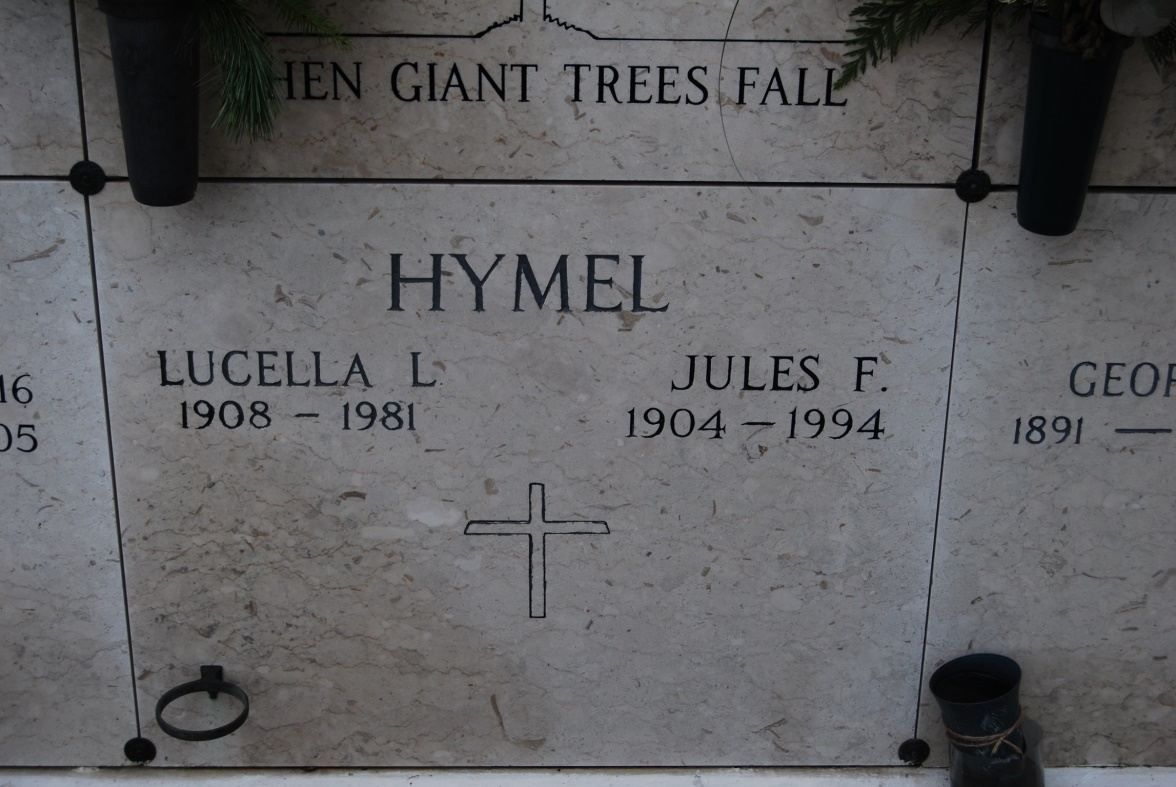 HEN GIANT TREES FALL
HYMEL
LUCELLA L
1908 – 1981
JULES F.
1904 – 1994
16
05
GEOR
1891 —